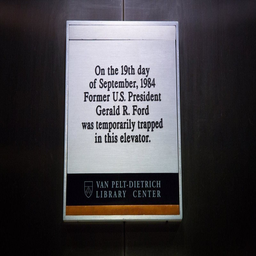 On the 19th day
of September, 1984
Former U.S. President
Gerald R. Ford
was temporarily trapped
in this elevator.
VAN PELT-DIETRICH
LIBRARY CENTER